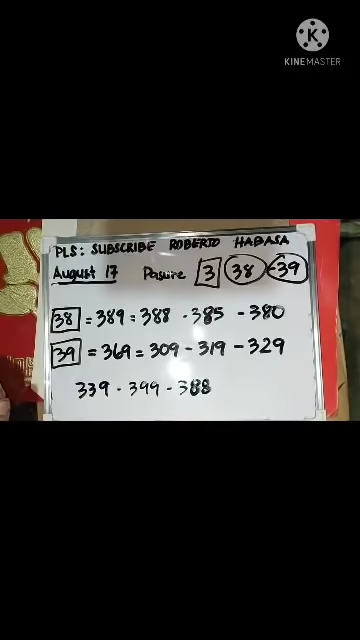 K
KINEMASTER
PLS: SUBSCRIBE ROBERTO HABASA
August 17 Pasure 3 38 - 39
38 = 389 = 388 - 385 - 380
39 = 369 = 309 - 319 - 329
339 - 399 - 388